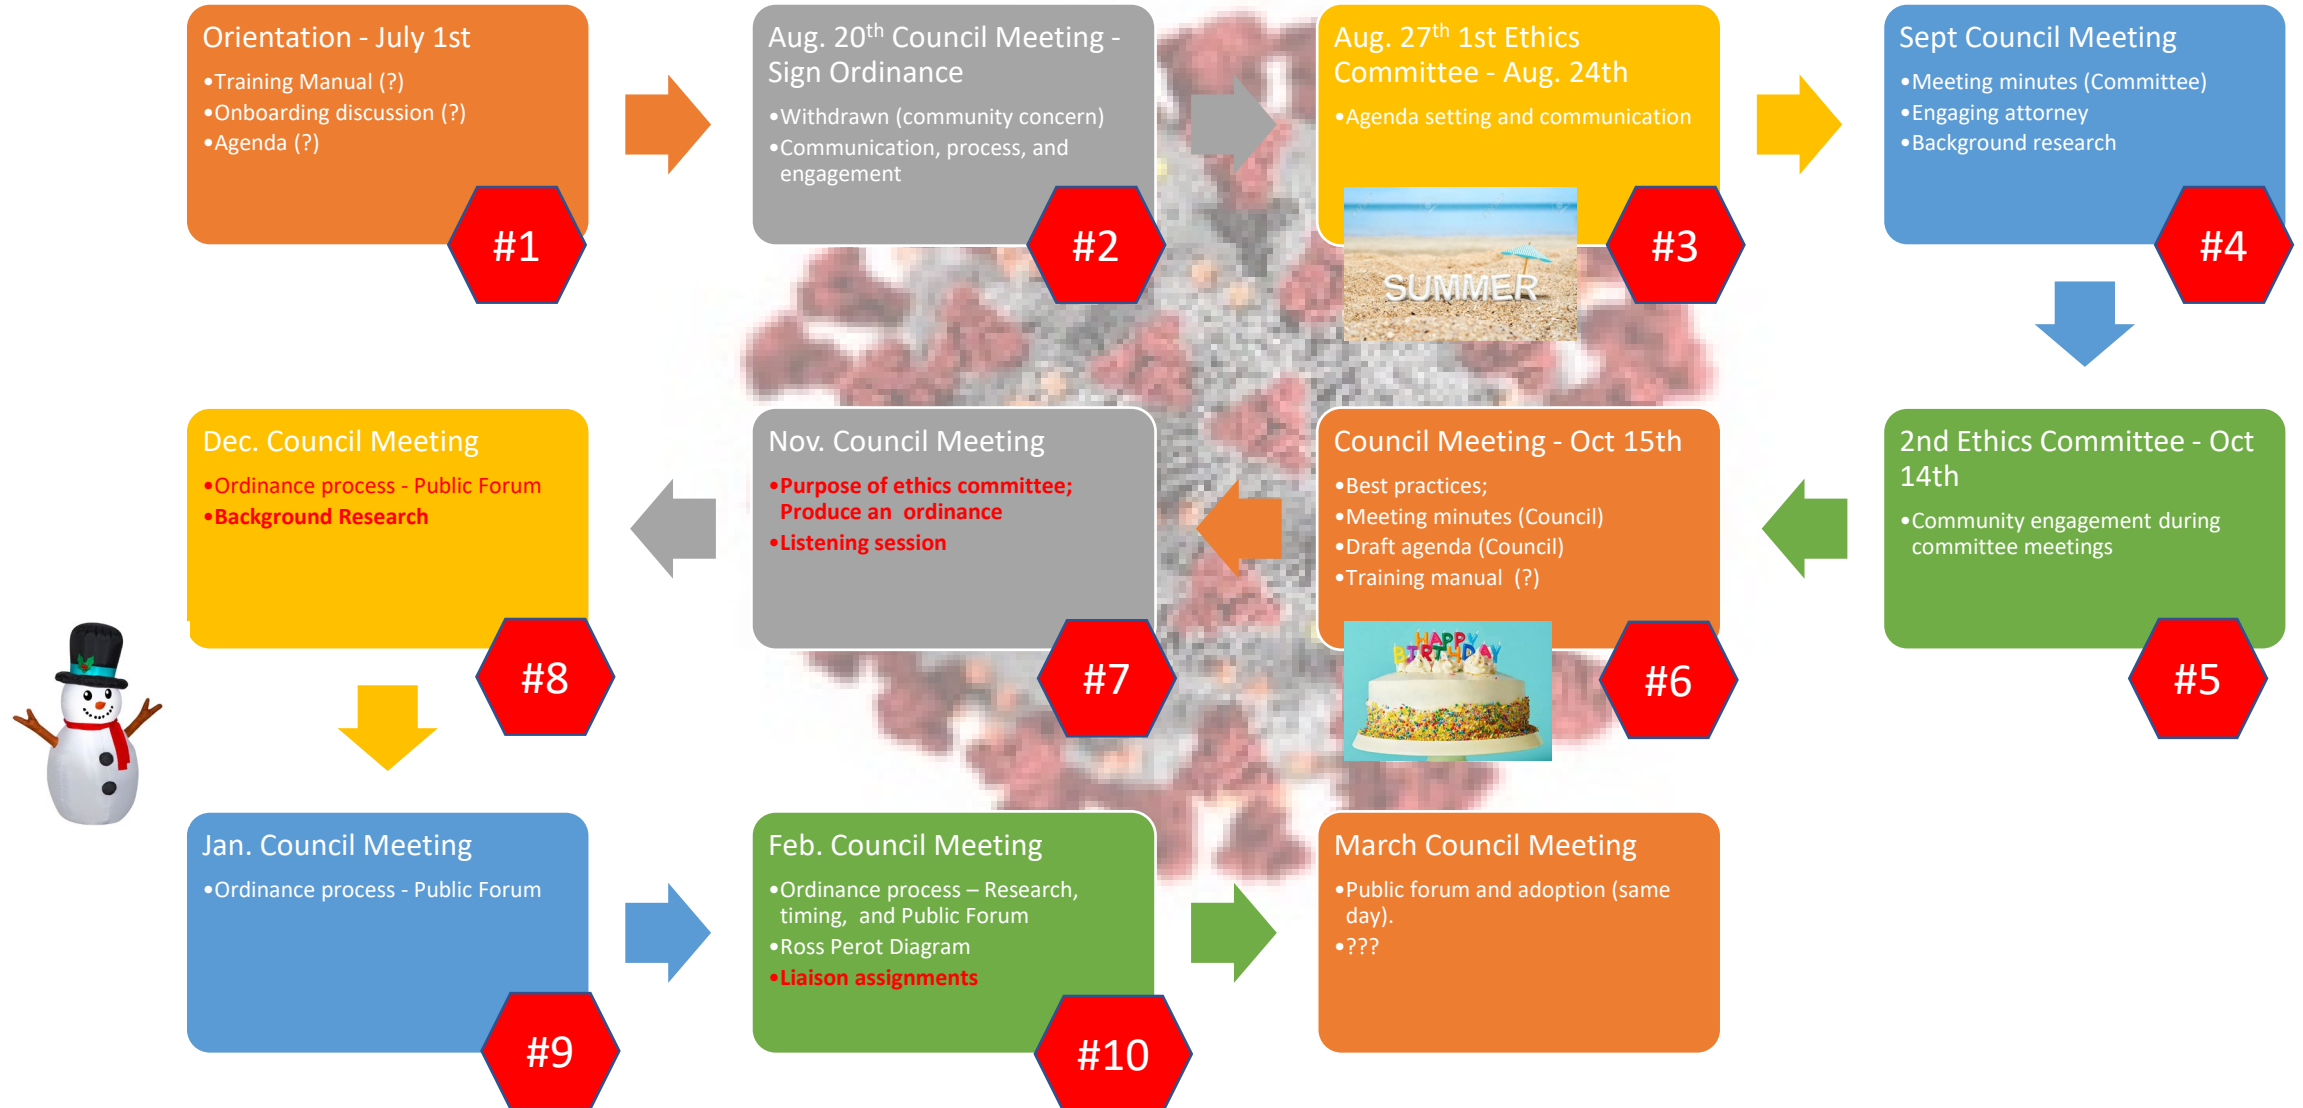 Orientation - July 1st
•Training Manual (?)
•Onboarding discussion (?)
•Agenda (?)
#1
Aug. 20th Council Meeting -
Sign Ordinance
•Withdrawn (community concern)
•Communication, process, and
engagement
#2
Aug. 27th 1st Ethics
Committee - Aug. 24th
•Agenda setting and communication
SUMMER
#3
Sept Council Meeting
•Meeting minutes (Committee)
•Engaging attorney
•Background research
#4
2nd Ethics Committee - Oct
14th
•Community engagement during
committee meetings
#5
Council Meeting - Oct 15th
•Best practices;
•Meeting minutes (Council)
•Draft agenda (Council)
•Training manual (?)
HAPPY
BIRTHDAY
#6
Nov. Council Meeting
•Purpose of ethics committee;
Produce an ordinance
•Listening session
#7
Dec. Council Meeting
•Ordinance process - Public Forum
•Background Research
#8
Jan. Council Meeting
•Ordinance process - Public Forum
#9
Feb. Council Meeting
•Ordinance process – Research,
timing, and Public Forum
•Ross Perot Diagram
•Liaison assignments
#10
March Council Meeting
•Public forum and adoption (same
day).
•???